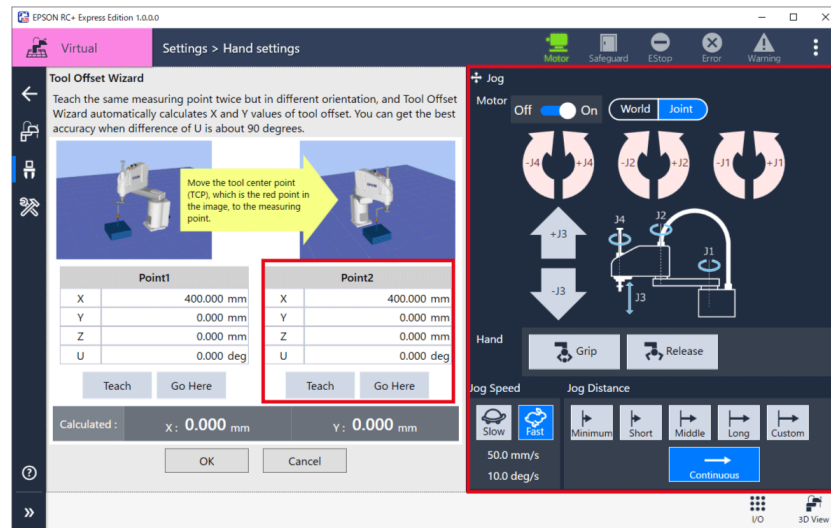 EPSON RC+ Express Edition 1.0.0.0
Virtual
Settings > Hand settings
Motor
Safeguard
EStop
Error
Warning
Tool Offset Wizard
Teach the same measuring point twice but in different orientation, and Tool Offset
Wizard automatically calculates X and Y values of tool offset. You can get the best
accuracy when difference of U is about 90 degrees.
Move the tool center point
(TCP), which is the red point in
the image, to the measuring
point.
Point1
X 400.000 mm
Y 0.000 mm
Z 0.000 mm
U 0.000 deg
Teach
Go Here
Point2
X 400.000 mm
Y 0.000 mm
Z 0.000 mm
U 0.000 deg
Teach
Go Here
Calculated :
X : 0.000 mm
Y : 0.000 mm
OK
Cancel
Jog
Motor
Off
On
World
Joint
-J4
+J4
-J2
+J2
-J1
+J1
+J3
-J3
J4
J2
J1
J3
Hand
Grip
Release
Jog Speed
Slow
Fast
50.0 mm/s
10.0 deg/s
Jog Distance
Minimum
Short
Middle
Long
Custom
Continuous
I/O
3D View